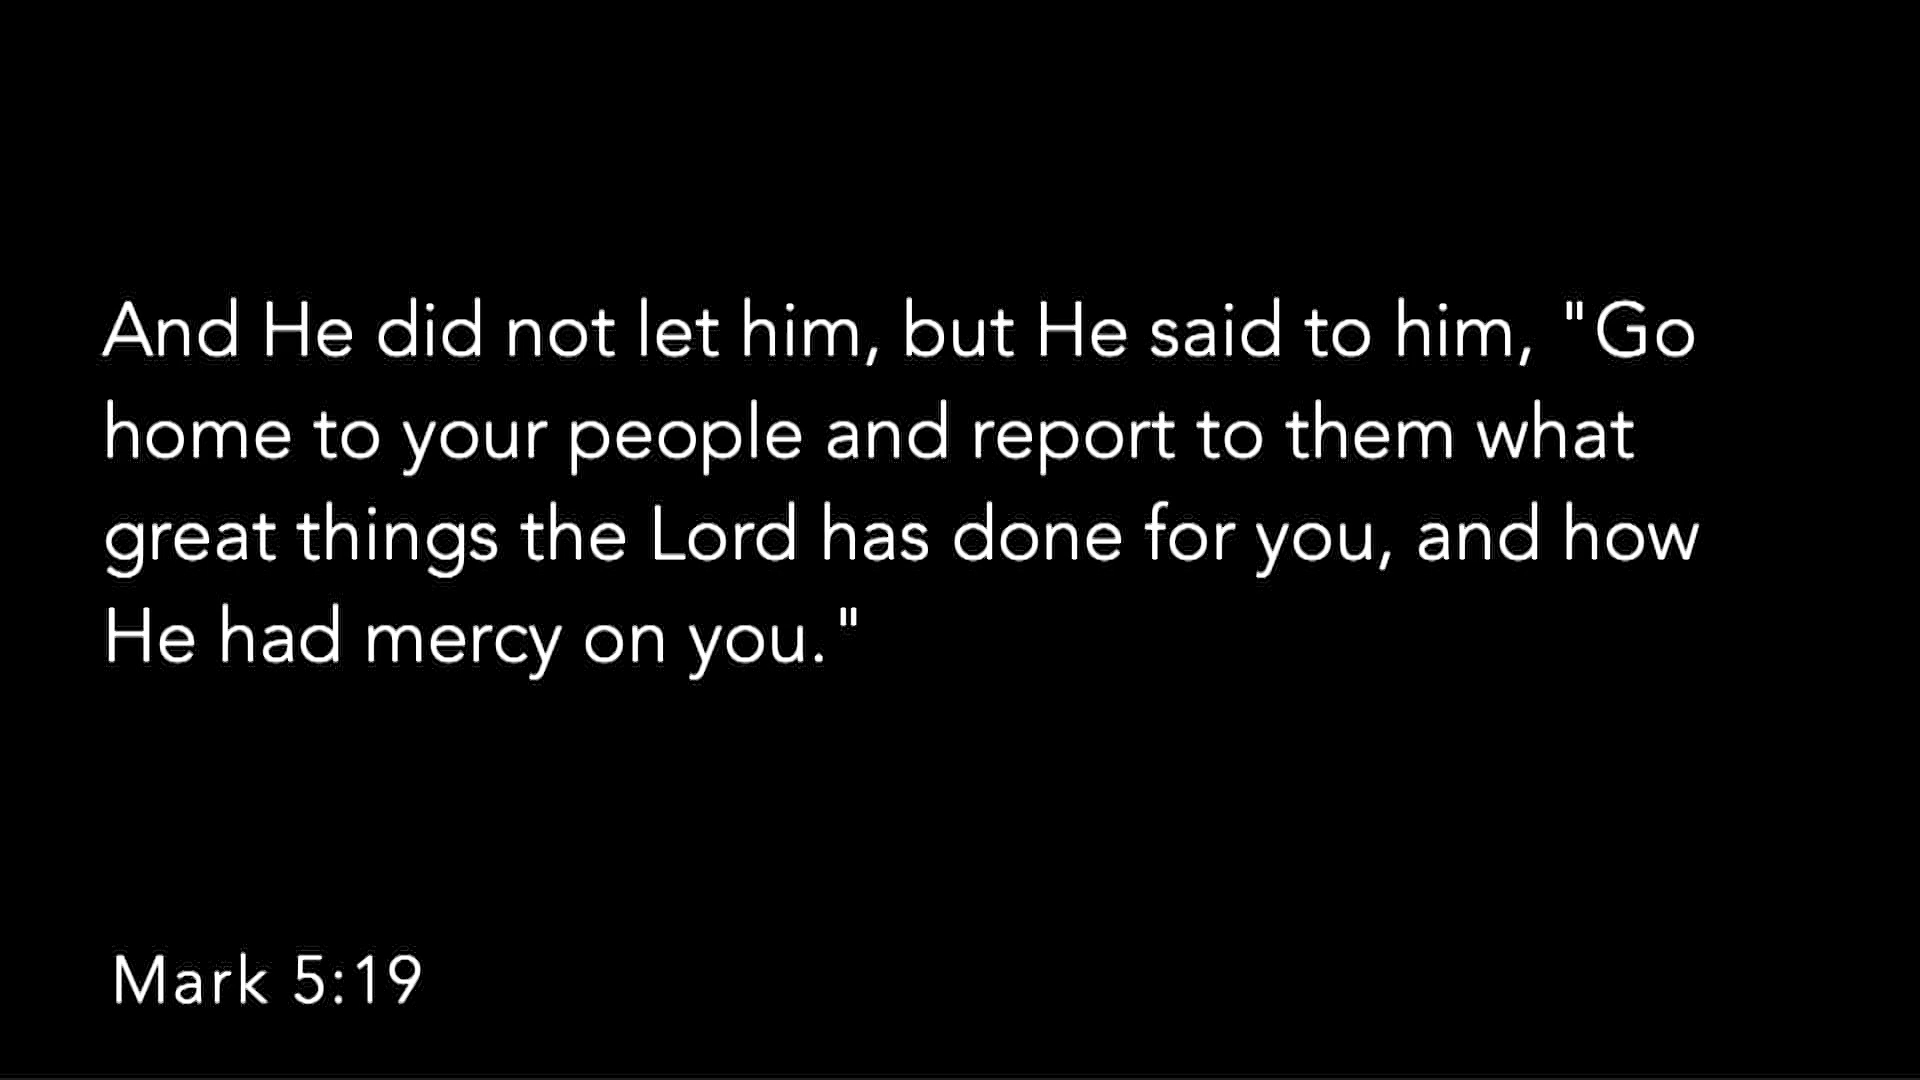 And He did not let him, but He said to him, "Go
home to your people and report to them what
great things the Lord has done for you, and how
He had mercy on you."
Mark 5:19